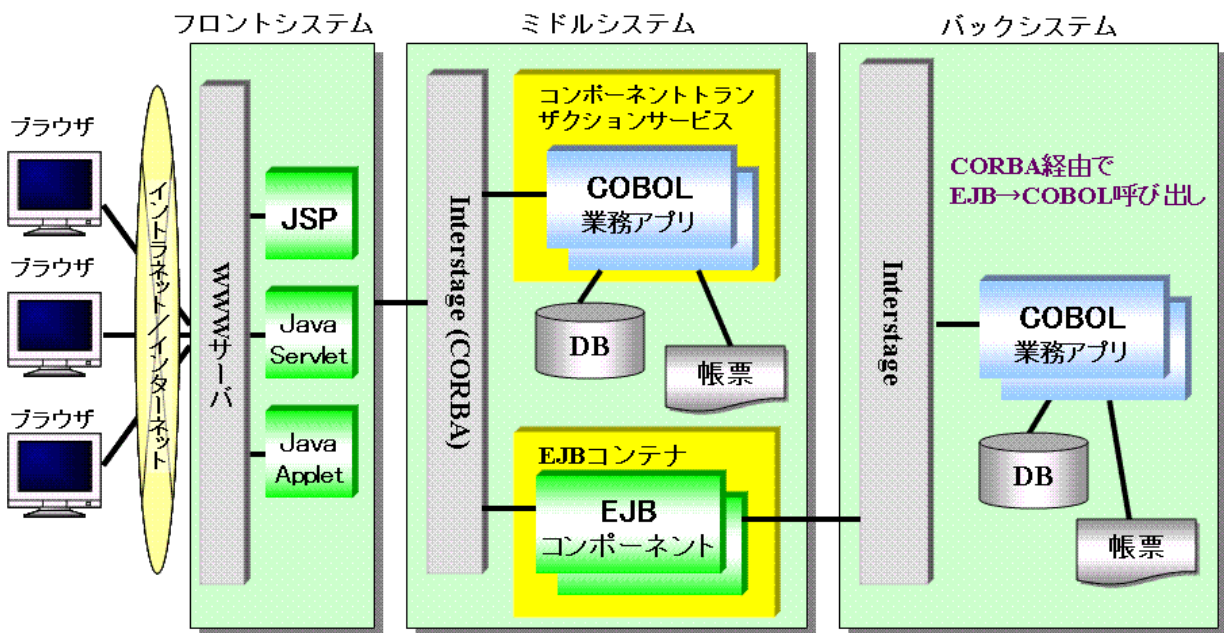 フロントシステム
ミドルシステム
バックシステム
ブラウザ
ブラウザ
ブラウザ
イントラネット／インターネット
WWWサーバ
JSP
Java
Servlet
Java
Applet
Interstage (CORBA)
コンポーネントトラン
ザクションサービス
COBOL
業務アプリ
DB
帳票
EJBコンテナ
EJB
コンポーネント
Interstage
CORBA経由で
EJB→COBOL呼び出し
COBOL
業務アプリ
DB
帳票